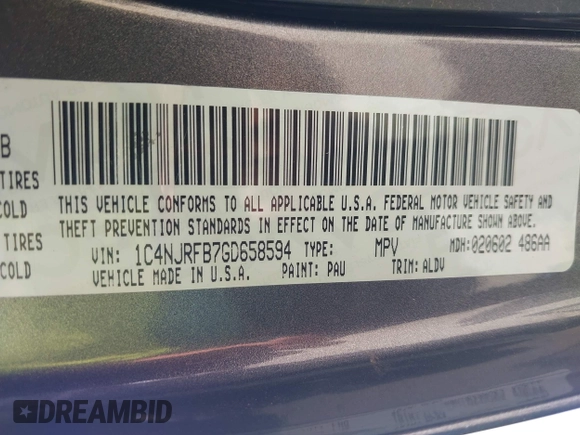 B
TIRES
COLD
TIRES
COLD
THIS VEHICLE CONFORMS TO ALL APPLICABLE U.S.A. FEDERAL MOTOR VEHICLE SAFETY AND
THEFT PREVENTION STANDARDS IN EFFECT ON THE DATE OF MANUFACTURE SHOWN ABOVE.
VIN: 1C4NJRFB7GD658594 TYPE: MPV MDH:020602 486AA
VEHICLE MADE IN U.S.A. PAINT: PAU TRIM: ALDV
DREAMBID